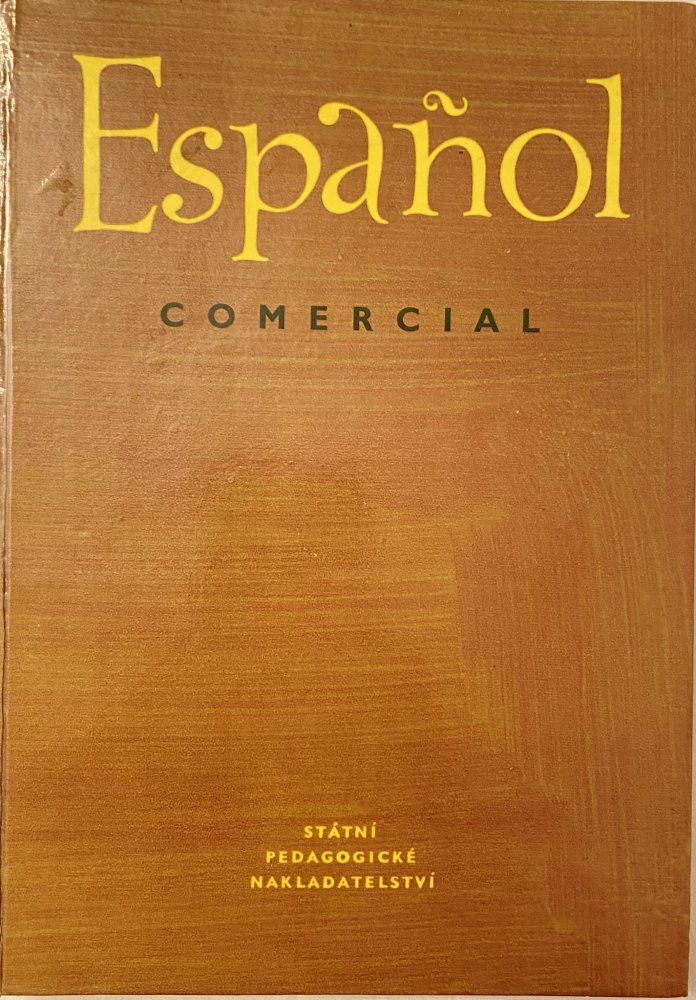 Español
COMERCIAL
STÁTNÍ
PEDAGOGICKÉ
NAKLADATELSTVÍ